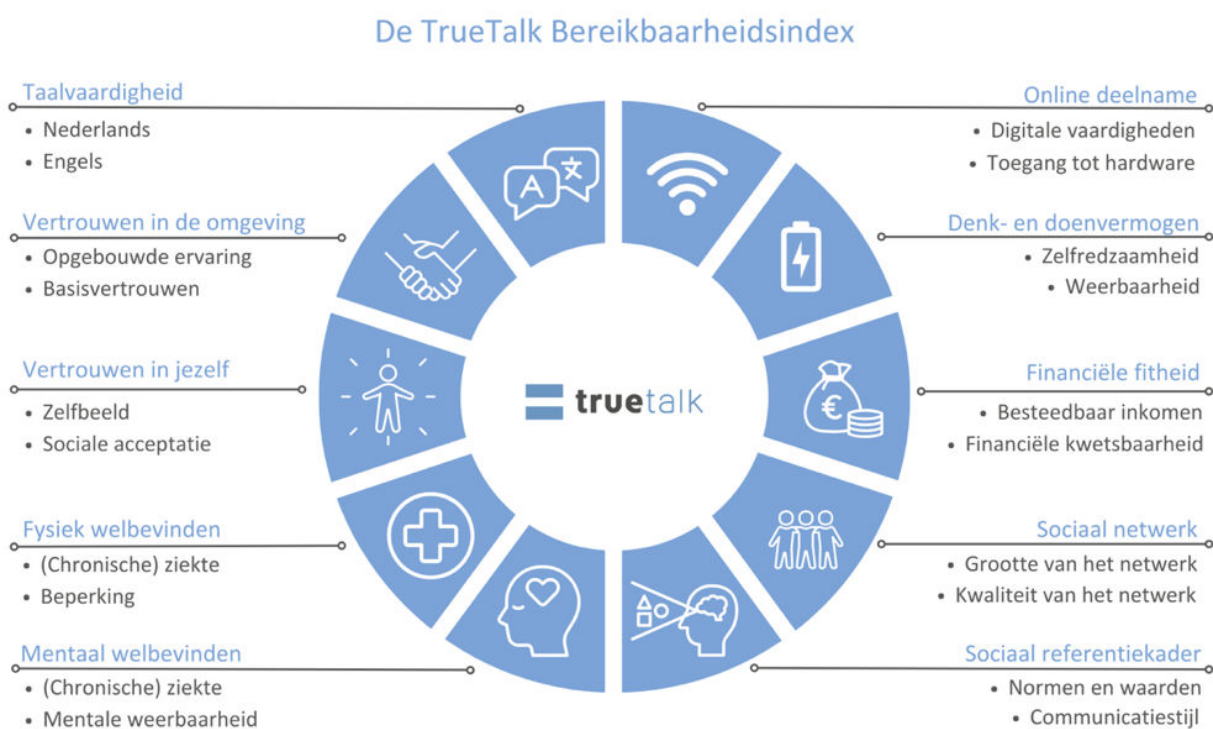 De TrueTalk Bereikbaarheidsindex
Taalvaardigheid
• Nederlands
• Engels
Vertrouwen in de omgeving
• Opgebouwde ervaring
• Basisvertrouwen
Vertrouwen in jezelf
• Zelfbeeld
• Sociale acceptatie
Fysiek welbevinden
• (Chronische) ziekte
• Beperking
Mentaal welbevinden
• (Chronische) ziekte
• Mentale weerbaarheid
A 文
€
truetalk
Online deelname
• Digitale vaardigheden
• Toegang tot hardware
Denk- en doenvermogen
• Zelfredzaamheid
• Weerbaarheid
Financiële fitheid
• Besteedbaar inkomen
• Financiële kwetsbaarheid
Sociaal netwerk
• Grootte van het netwerk
• Kwaliteit van het netwerk
Sociaal referentiekader
• Normen en waarden
• Communicatiestijl